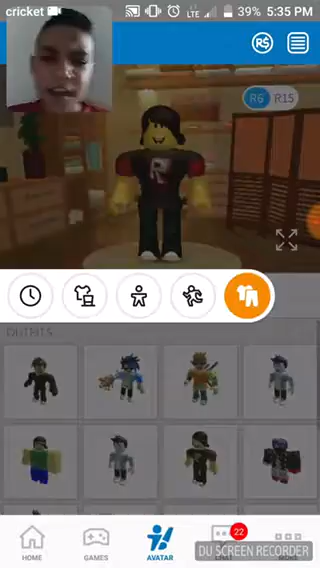 cricket
LTE
39% 5:35 PM
R$
R6 R15
R
OUTFITS
HOME
GAMES
AVATAR
22
DU SCREEN RECORDER